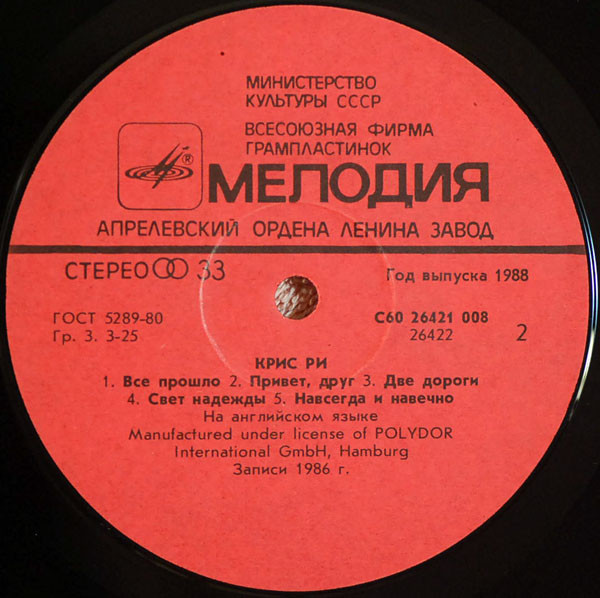 МИНИСТЕРСТВО
КУЛЬТУРЫ СССР
ВСЕСОЮЗНАЯ ФИРМА
ГРАМПЛАСТИНОК
®
МЕЛОДИЯ
АПРЕЛЕВСКИЙ ОРДЕНА ЛЕНИНА ЗАВОД
СТЕРЕО 33
Год выпуска 1988
ГОСТ 5289-80
Гр. 3. 3-25
С60 26421 008
26422
2
КРИС РИ
1. Все прошло 2. Привет, друг 3. Две дороги
4. Свет надежды 5. Навсегда и навечно
На английском языке
Manufactured under license of POLYDOR
International GmbH, Hamburg
Записи 1986 г.